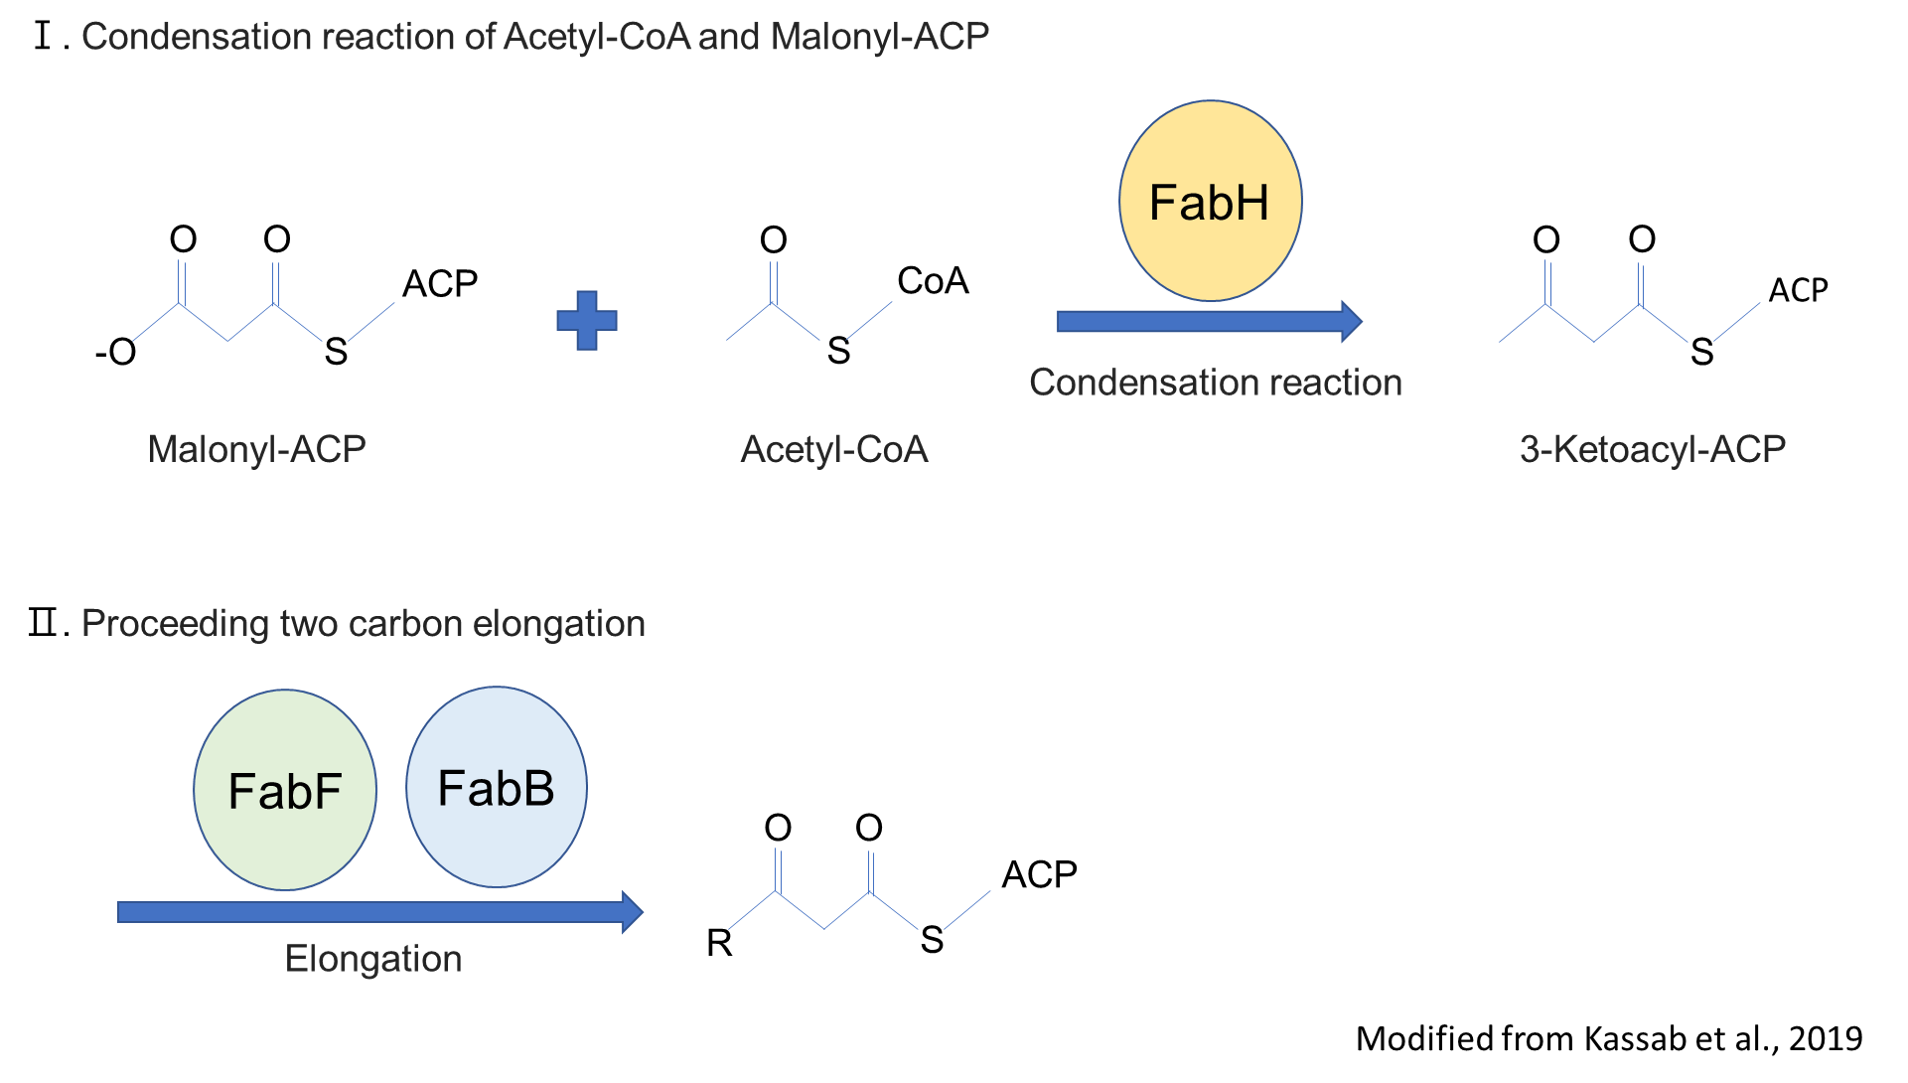 Ⅰ. Condensation reaction of Acetyl-CoA and Malonyl-ACP
FabH
O O ACP -O S
O CoA S
O O ACP S
Condensation reaction
Malonyl-ACP
Acetyl-CoA
3-Ketoacyl-ACP
Ⅱ. Proceeding two carbon elongation
FabF
FabB
Elongation
O O ACP R S
Modified from Kassab et al., 2019